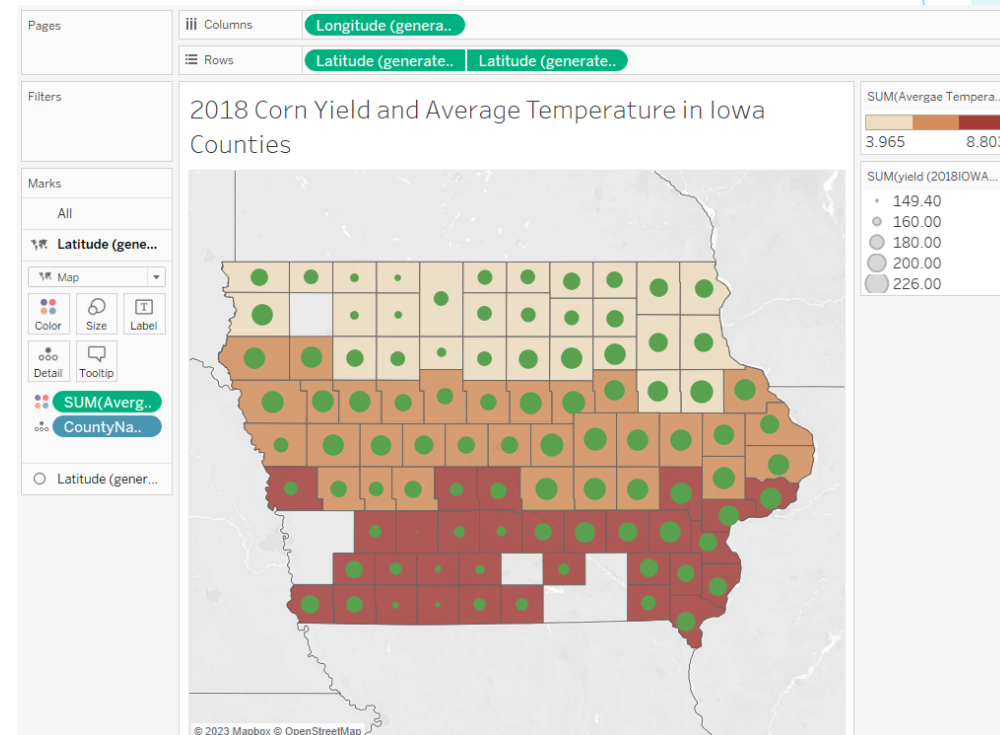 Pages
Columns
Longitude (genera..
Rows
Latitude (generate..
Latitude (generate..
Filters
Marks
All
Latitude (gene...
Map
Color
Size
Label
Detail
Tooltip
SUM(Averg..
CountyNa..
Latitude (gener...
2018 Corn Yield and Average Temperature in Iowa
Counties
© 2023 Mapbox © OpenStreetMap
SUM(Avergae Tempera..
3.965
8.803
SUM(yield (2018IOWA...
149.40
160.00
180.00
200.00
226.00